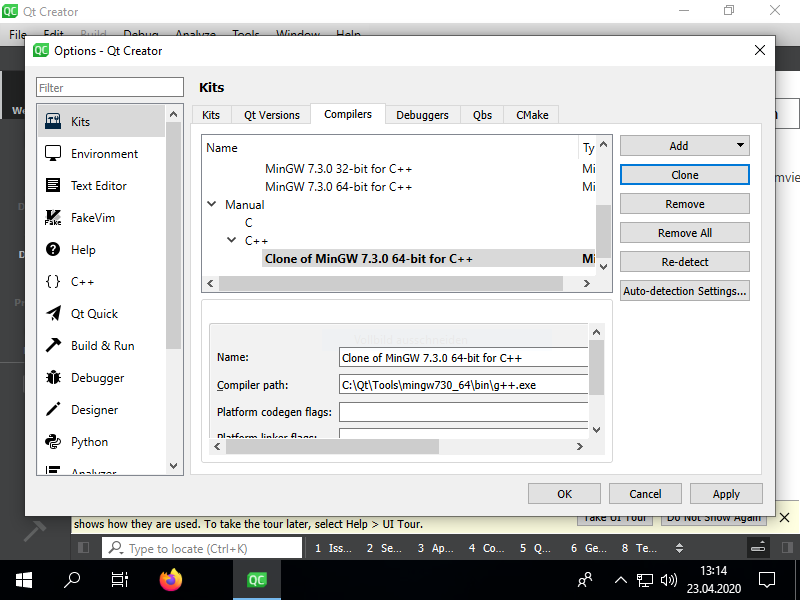 Qt Creator
File Edit Build Debug Analyze Tools Window Help
Options - Qt Creator
Filter
Kits
Environment
Text Editor
FakeVim
Help
C++
Qt Quick
Build & Run
Debugger
Designer
Python
Analyzer
Kits
Kits Qt Versions Compilers Debuggers Qbs CMake
Name Ty
MinGW 7.3.0 32-bit for C++ Mi
MinGW 7.3.0 64-bit for C++ Mi
Manual
C
C++
Clone of MinGW 7.3.0 64-bit for C++ Mi
Add
Clone
Remove
Remove All
Re-detect
Auto-detection Settings...
Name: Clone of MinGW 7.3.0 64-bit for C++
Compiler path: C:\Qt\Tools\mingw730_64\bin\g++.exe
Platform codegen flags:
Platform linker flags:
OK Cancel Apply
shows how they are used. To take the tour later, select Help > UI Tour.
Take UI Tour Do Not Show Again
Type to locate (Ctrl+K) 1 Iss... 2 Se... 3 Ap... 4 Co... 5 Q... 6 Ge... 8 Te...
QC
13:14
23.04.2020